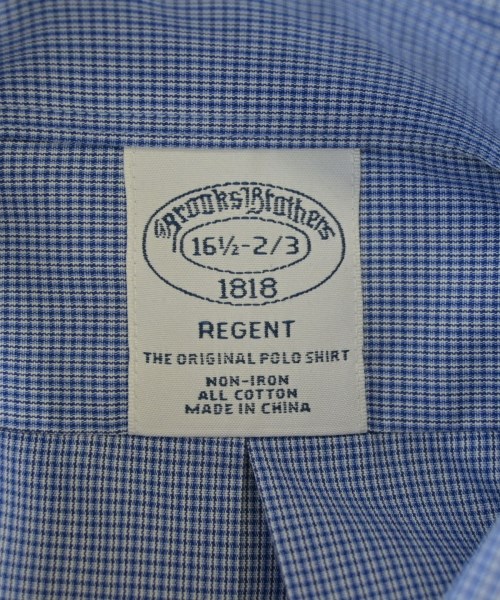 Brooks Brothers
16½-2/3
1818
REGENT
THE ORIGINAL POLO SHIRT
NON-IRON
ALL COTTON
MADE IN CHINA